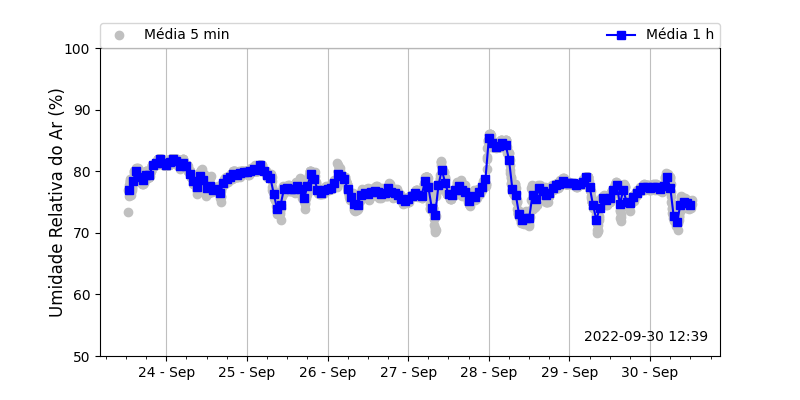 Média 5 min
Média 1 h
Umidade Relativa do Ar (%)
100
90
80
70
60
50
2022-09-30 12:39
24 - Sep
25 - Sep
26 - Sep
27 - Sep
28 - Sep
29 - Sep
30 - Sep